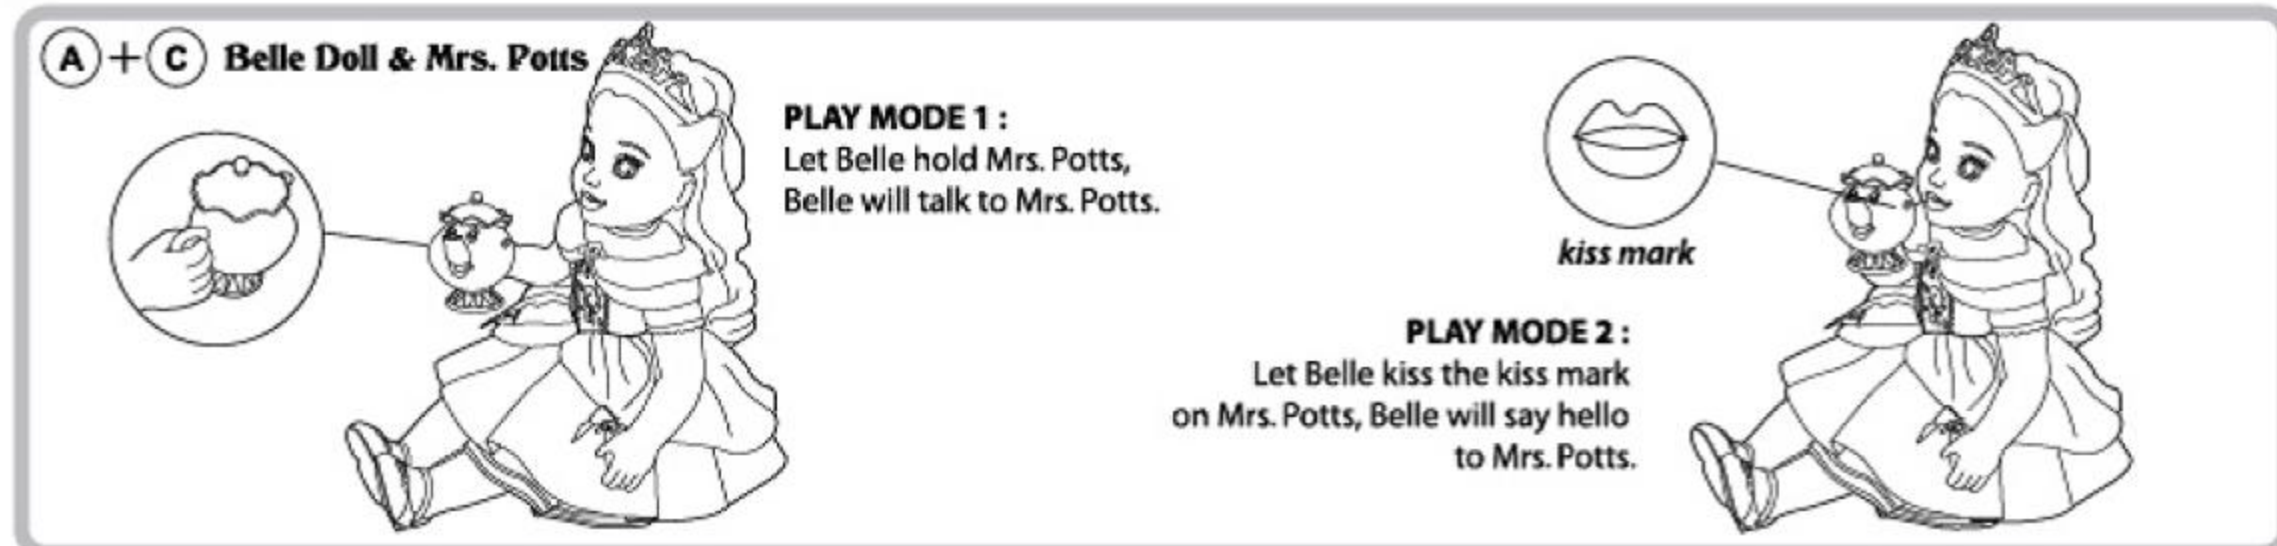 A + C Belle Doll & Mrs. Potts
PLAY MODE 1 :
Let Belle hold Mrs. Potts,
Belle will talk to Mrs. Potts.
kiss mark
PLAY MODE 2 :
Let Belle kiss the kiss mark
on Mrs. Potts, Belle will say hello
to Mrs. Potts.